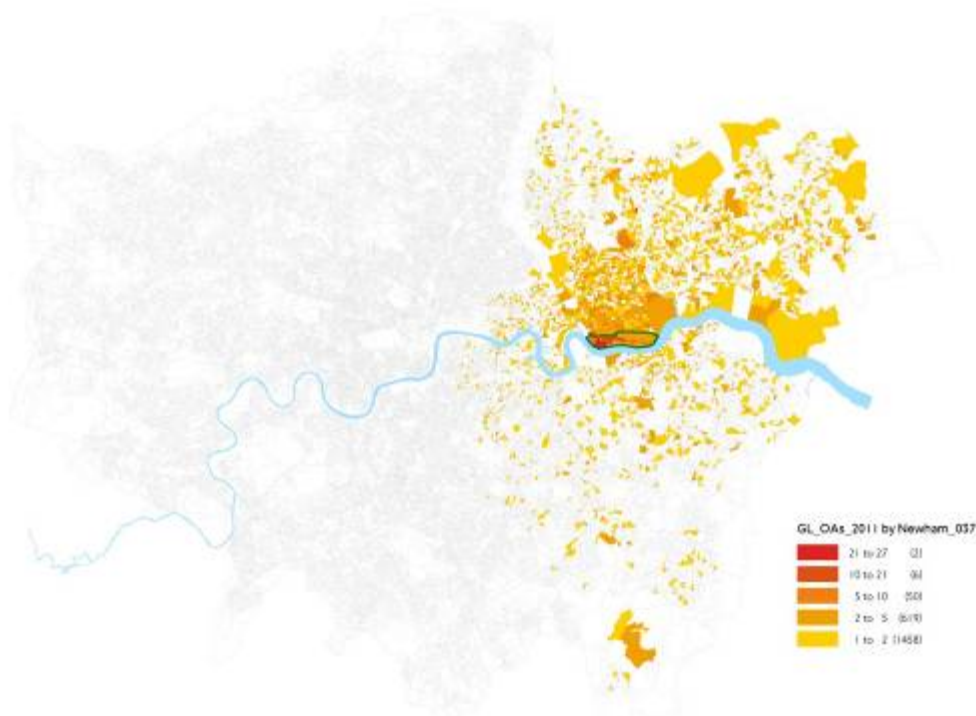 GL_OAs_2011 by Newham_037
21 to 27 (2)
10 to 21 (6)
5 to 10 (50)
2 to 5 (619)
1 to 2 (1458)